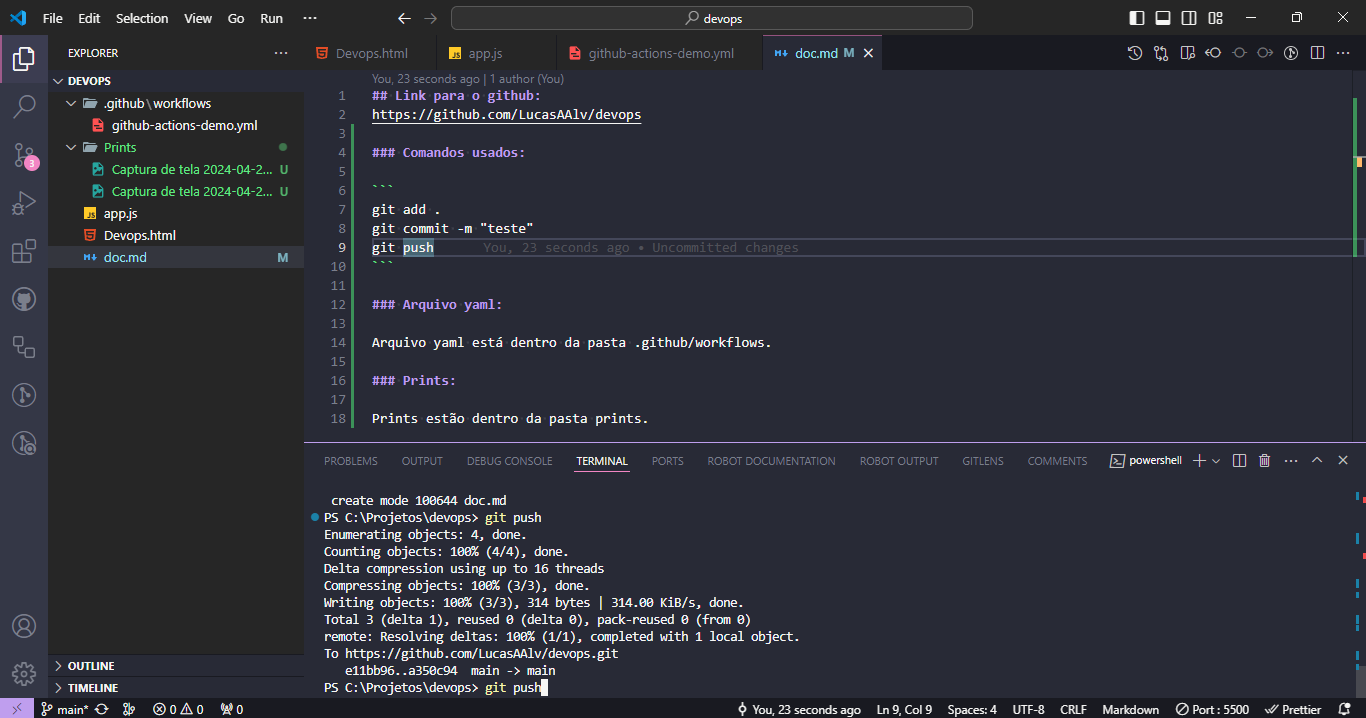 File Edit Selection View Go Run ··· devops
EXPLORER ···
DEVOPS
.github\workflows
github-actions-demo.yml
Prints
Captura de tela 2024-04-2... U
Captura de tela 2024-04-2... U
JS app.js
Devops.html
doc.md M
3
OUTLINE
TIMELINE
Devops.html JS app.js github-actions-demo.yml doc.md M
You, 23 seconds ago | 1 author (You)
1 ## Link para o github:
2 https://github.com/LucasAAlv/devops
3
4 ### Comandos usados:
5
6 ```
7 git add .
8 git commit -m "teste"
9 git push You, 23 seconds ago • Uncommitted changes
10 ```
11
12 ### Arquivo yaml:
13
14 Arquivo yaml está dentro da pasta .github/workflows.
15
16 ### Prints:
17
18 Prints estão dentro da pasta prints.
PROBLEMS OUTPUT DEBUG CONSOLE TERMINAL PORTS ROBOT DOCUMENTATION ROBOT OUTPUT GITLENS COMMENTS powershell
create mode 100644 doc.md
PS C:\Projetos\devops> git push
Enumerating objects: 4, done.
Counting objects: 100% (4/4), done.
Delta compression using up to 16 threads
Compressing objects: 100% (3/3), done.
Writing objects: 100% (3/3), 314 bytes | 314.00 KiB/s, done.
Total 3 (delta 1), reused 0 (delta 0), pack-reused 0 (from 0)
remote: Resolving deltas: 100% (1/1), completed with 1 local object.
To https://github.com/LucasAAlv/devops.git
e11bb96..a350c94 main -> main
PS C:\Projetos\devops> git push
main* 0 0 0 You, 23 seconds ago Ln 9, Col 9 Spaces: 4 UTF-8 CRLF Markdown Port : 5500 Prettier